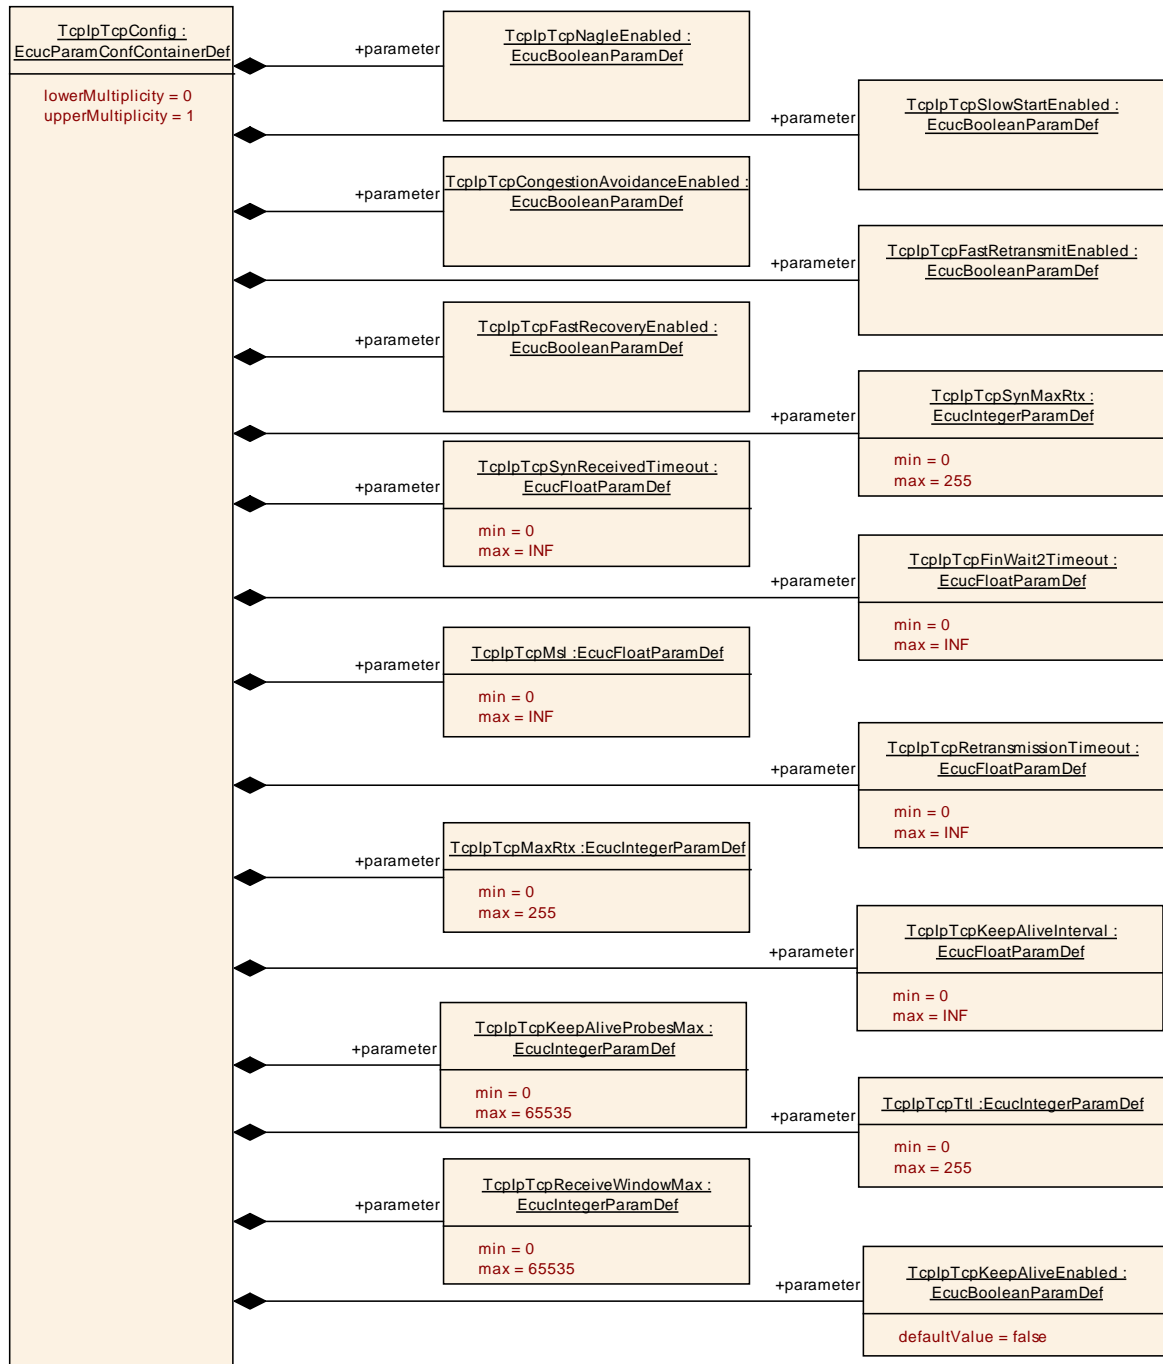 TcpIpTcpConfig :
EcucParamConfContainerDef
lowerMultiplicity = 0
upperMultiplicity = 1
+parameter
TcpIpTcpNagleEnabled :
EcucBooleanParamDef
+parameter
TcpIpTcpSlowStartEnabled :
EcucBooleanParamDef
+parameter
TcpIpTcpCongestionAvoidanceEnabled :
EcucBooleanParamDef
+parameter
TcpIpTcpFastRetransmitEnabled :
EcucBooleanParamDef
+parameter
TcpIpTcpFastRecoveryEnabled :
EcucBooleanParamDef
+parameter
TcpIpTcpSynMaxRtx :
EcucIntegerParamDef
min = 0
max = 255
+parameter
TcpIpTcpSynReceivedTimeout :
EcucFloatParamDef
min = 0
max = INF
+parameter
TcpIpTcpFinWait2Timeout :
EcucFloatParamDef
min = 0
max = INF
+parameter
TcpIpTcpMsl :EcucFloatParamDef
min = 0
max = INF
+parameter
TcpIpTcpRetransmissionTimeout :
EcucFloatParamDef
min = 0
max = INF
+parameter
TcpIpTcpMaxRtx :EcucIntegerParamDef
min = 0
max = 255
+parameter
TcpIpTcpKeepAliveInterval :
EcucFloatParamDef
min = 0
max = INF
+parameter
TcpIpTcpKeepAliveProbesMax :
EcucIntegerParamDef
min = 0
max = 65535
+parameter
TcpIpTcpTtl :EcucIntegerParamDef
min = 0
max = 255
+parameter
TcpIpTcpReceiveWindowMax :
EcucIntegerParamDef
min = 0
max = 65535
+parameter
TcpIpTcpKeepAliveEnabled :
EcucBooleanParamDef
defaultValue = false